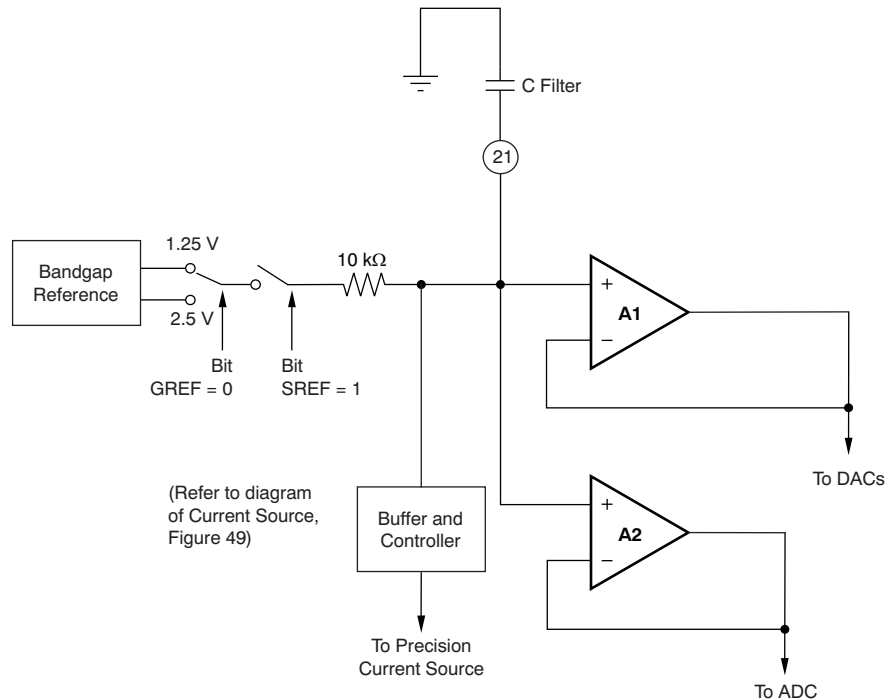 C Filter
21
1.25 V
10 kΩ
Bandgap
Reference
2.5 V
+
A1
−
Bit
GREF = 0
Bit
SREF = 1
To DACs
(Refer to diagram
of Current Source,
Figure 49)
Buffer and
Controller
+
A2
−
To Precision
Current Source
To ADC